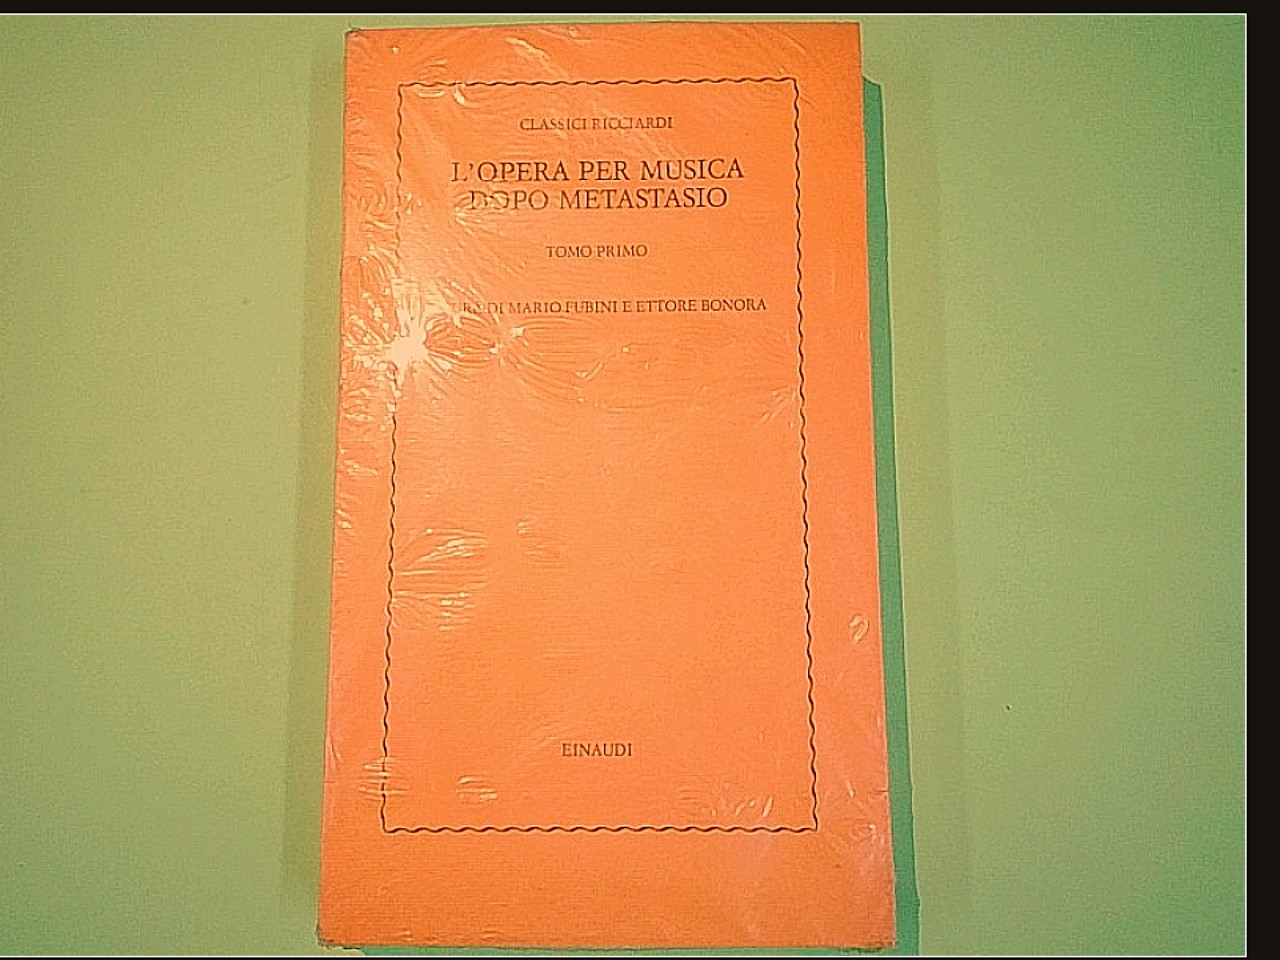 CLASSICI RICCIARDI
L'OPERA PER MUSICA
DOPO METASTASIO
TOMO PRIMO
DI MARIO FUBINI E ETTORE BONORA
EINAUDI